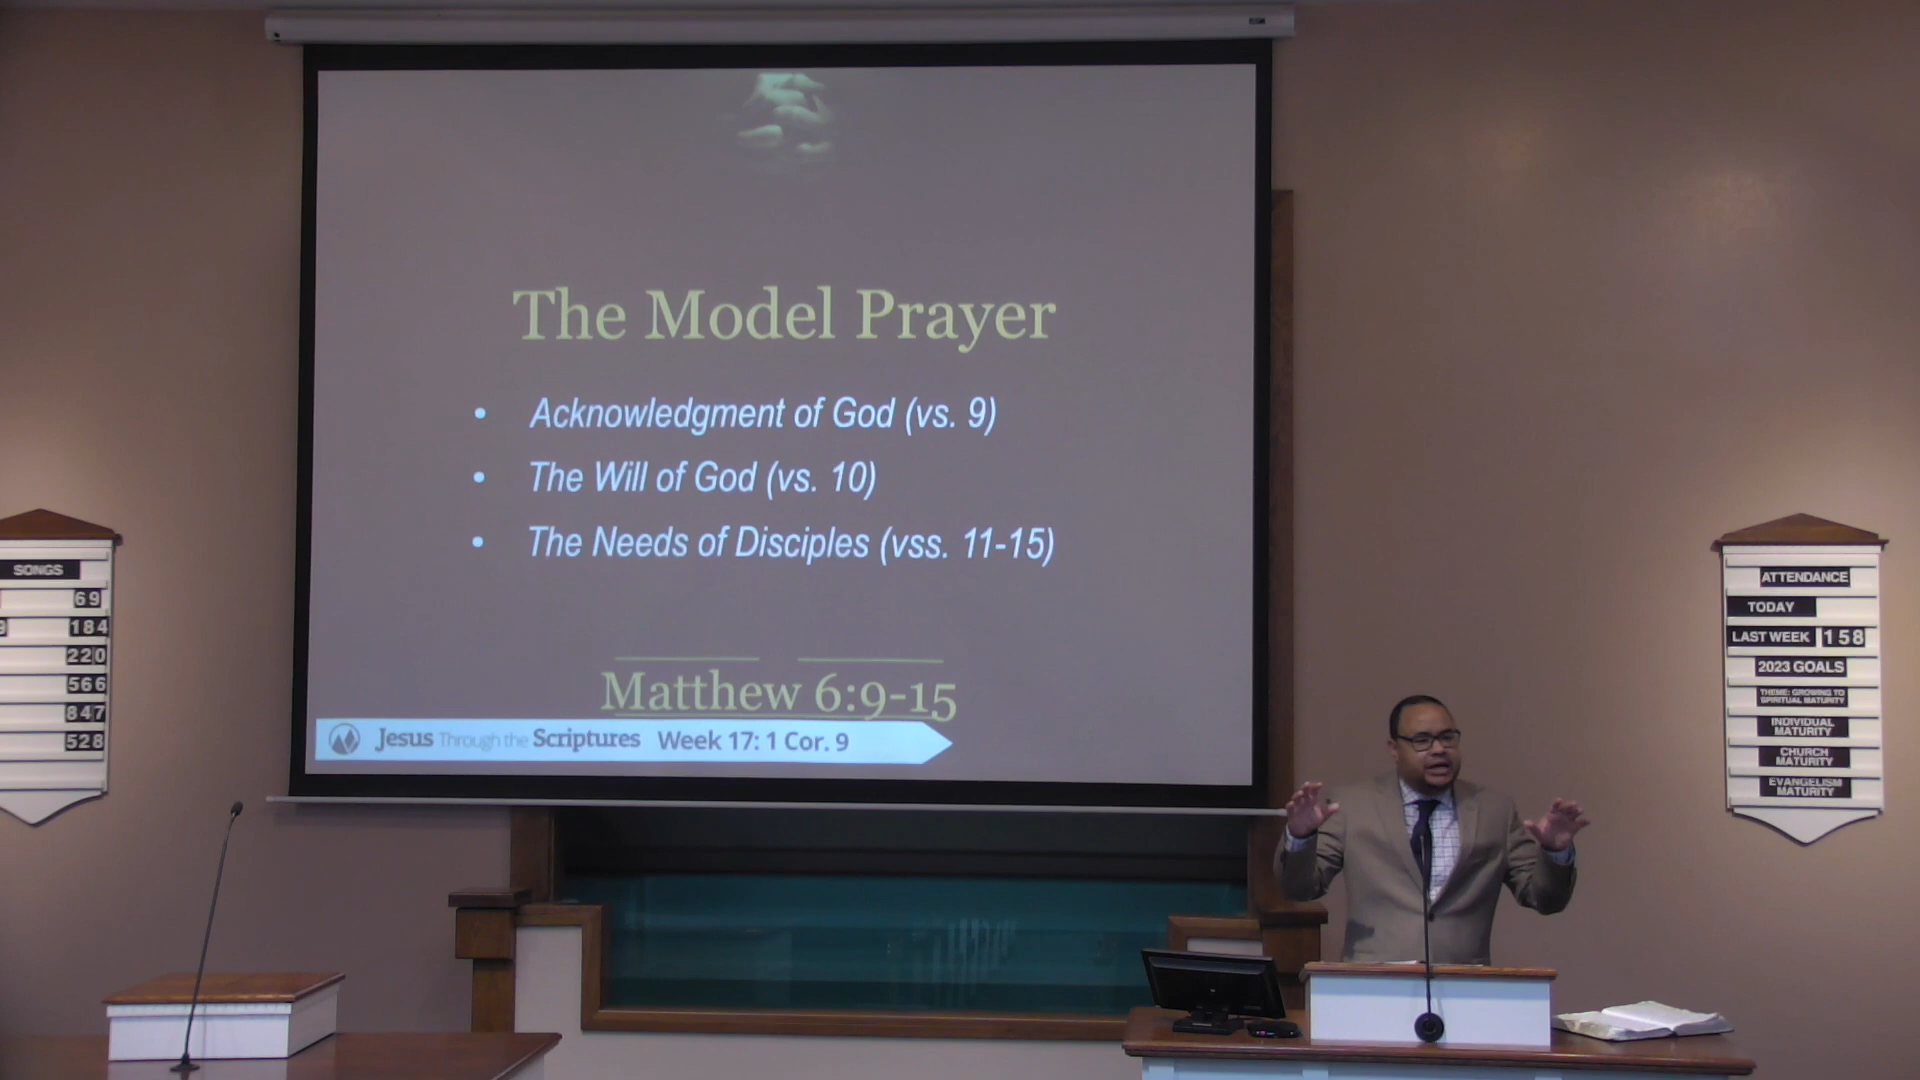 The Model Prayer
• Acknowledgment of God (vs. 9)
• The Will of God (vs. 10)
• The Needs of Disciples (vss. 11-15)
Matthew 6:9-15
Jesus Through the Scriptures Week 17: 1 Cor. 9
SONGS
69
9 184
220
566
847
528
ATTENDANCE
TODAY
LAST WEEK 158
2023 GOALS
THEME: GROWING TO
SPIRITUAL MATURITY
INDIVIDUAL
MATURITY
CHURCH
MATURITY
EVANGELISM
MATURITY